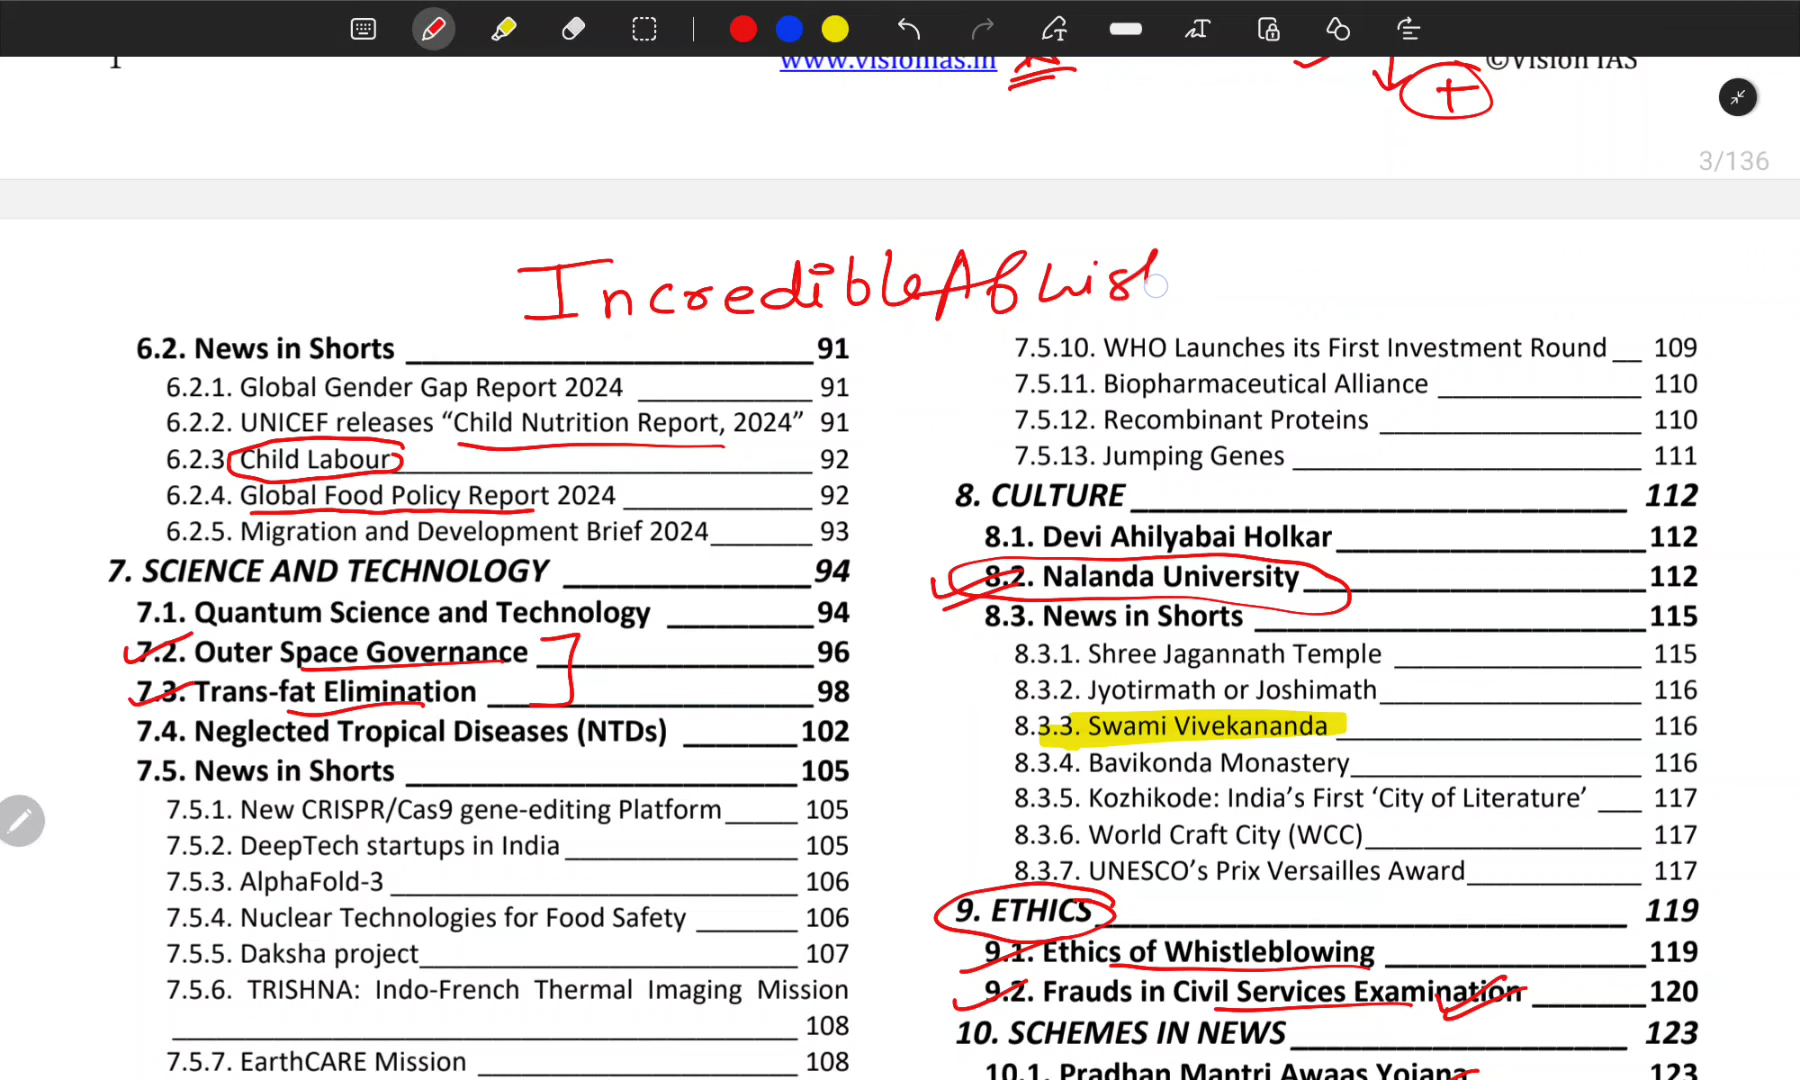 1 www.visionias.in ©Vision IAS
3/136
IncredibleAbhish
6.2. News in Shorts 91
6.2.1. Global Gender Gap Report 2024 91
6.2.2. UNICEF releases “Child Nutrition Report, 2024” 91
6.2.3. Child Labour 92
6.2.4. Global Food Policy Report 2024 92
6.2.5. Migration and Development Brief 2024 93
7. SCIENCE AND TECHNOLOGY 94
7.1. Quantum Science and Technology 94
7.2. Outer Space Governance 96
7.3. Trans-fat Elimination 98
7.4. Neglected Tropical Diseases (NTDs) 102
7.5. News in Shorts 105
7.5.1. New CRISPR/Cas9 gene-editing Platform 105
7.5.2. DeepTech startups in India 105
7.5.3. AlphaFold-3 106
7.5.4. Nuclear Technologies for Food Safety 106
7.5.5. Daksha project 107
7.5.6. TRISHNA: Indo-French Thermal Imaging Mission
108
7.5.7. EarthCARE Mission 108
7.5.10. WHO Launches its First Investment Round 109
7.5.11. Biopharmaceutical Alliance 110
7.5.12. Recombinant Proteins 110
7.5.13. Jumping Genes 111
8. CULTURE 112
8.1. Devi Ahilyabai Holkar 112
8.2. Nalanda University 112
8.3. News in Shorts 115
8.3.1. Shree Jagannath Temple 115
8.3.2. Jyotirmath or Joshimath 116
8.3.3. Swami Vivekananda 116
8.3.4. Bavikonda Monastery 116
8.3.5. Kozhikode: India’s First ‘City of Literature’ 117
8.3.6. World Craft City (WCC) 117
8.3.7. UNESCO’s Prix Versailles Award 117
9. ETHICS 119
9.1. Ethics of Whistleblowing 119
9.2. Frauds in Civil Services Examination 120
10. SCHEMES IN NEWS 123
10.1. Pradhan Mantri Awaas Yojana 123